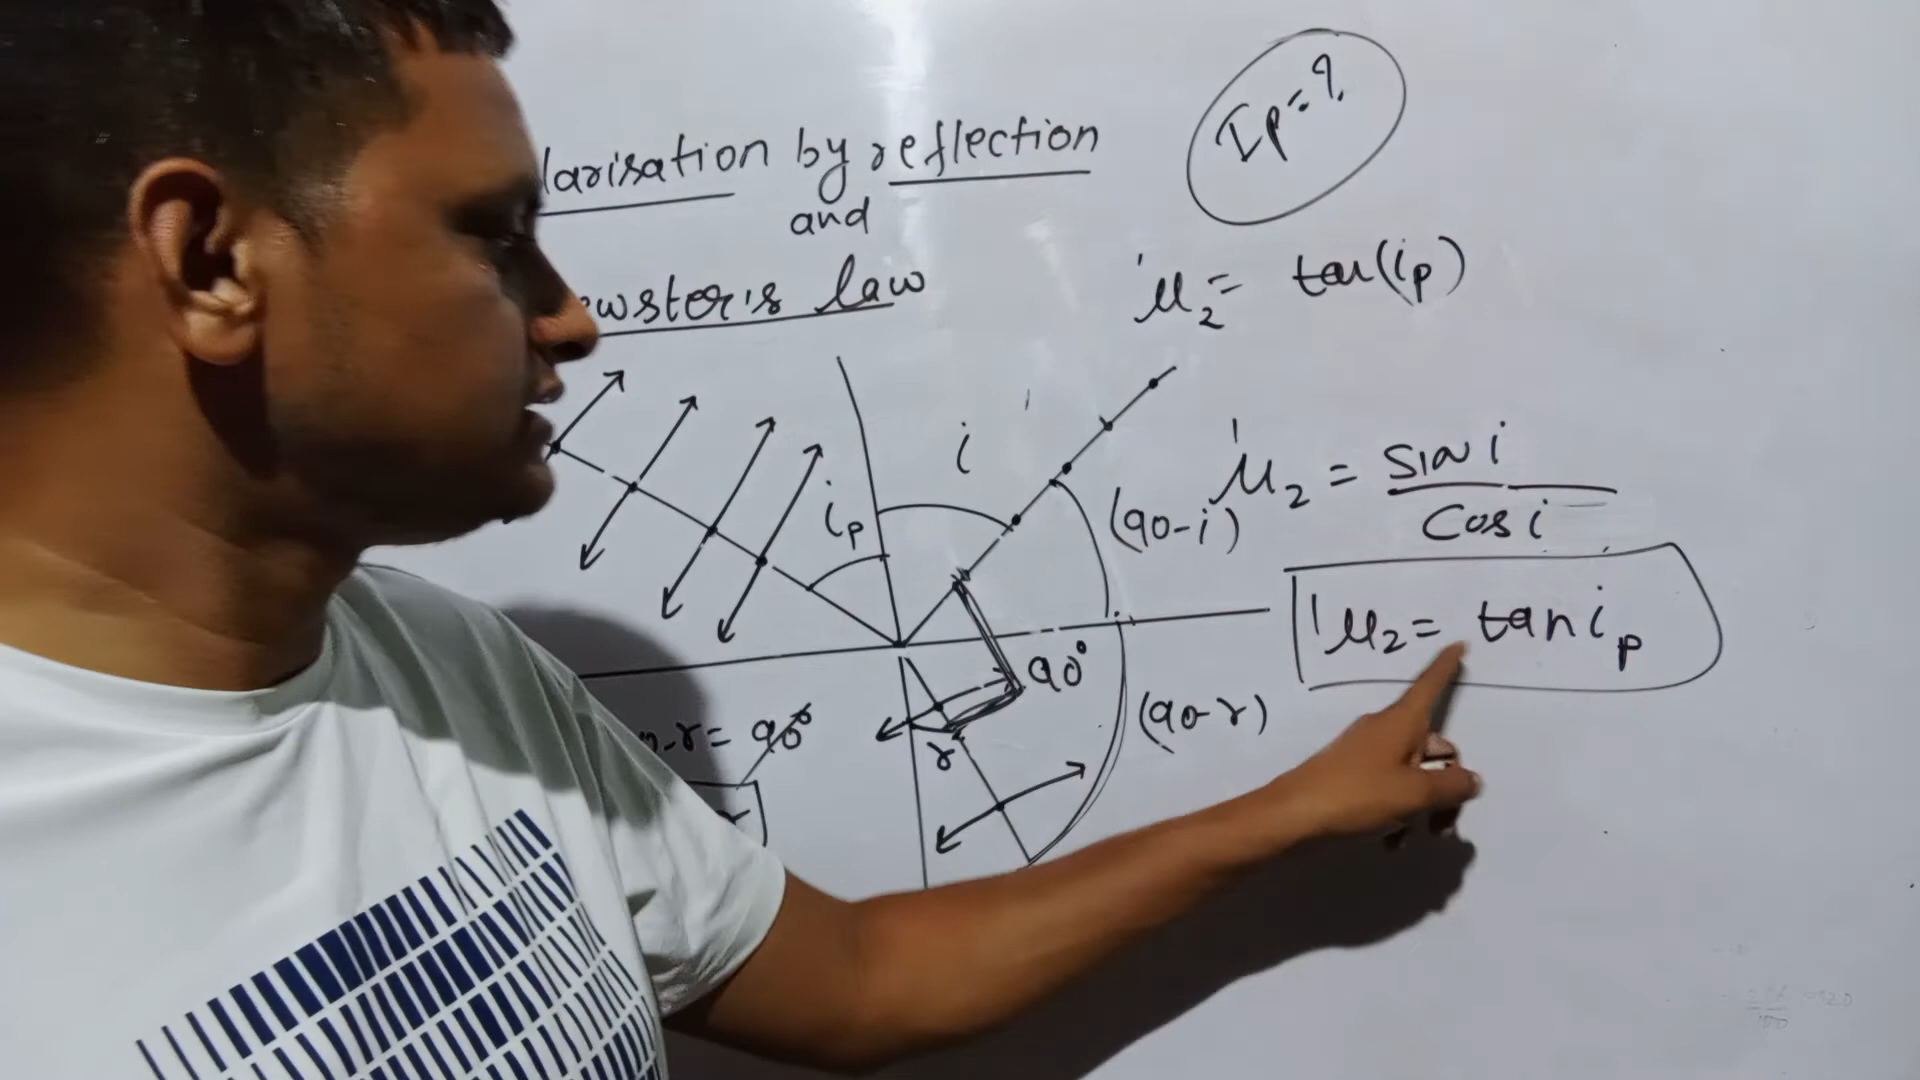 larisation by reflection
and
ewster's law
Ip = ?
¹μ₂ = tan(ip)
i
ip
(90-i)
¹μ₂ = sin i / cos i
¹μ₂ = tan ip
90°
(90-r)
r
-r = 90°